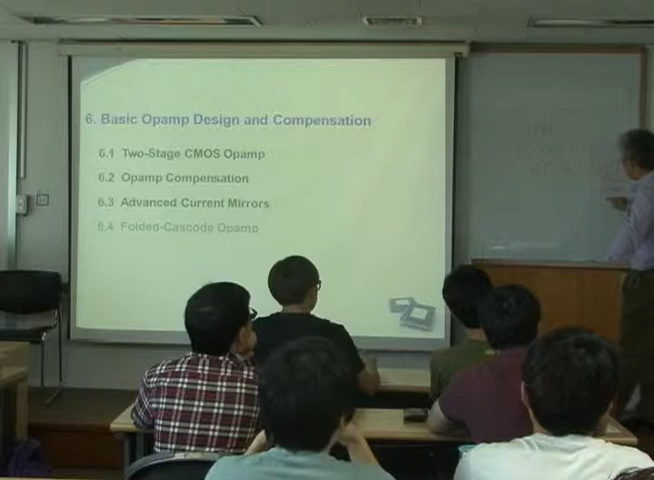 6. Basic Opamp Design and Compensation
6.1 Two-Stage CMOS Opamp
6.2 Opamp Compensation
6.3 Advanced Current Mirrors
6.4 Folded-Cascode Opamp